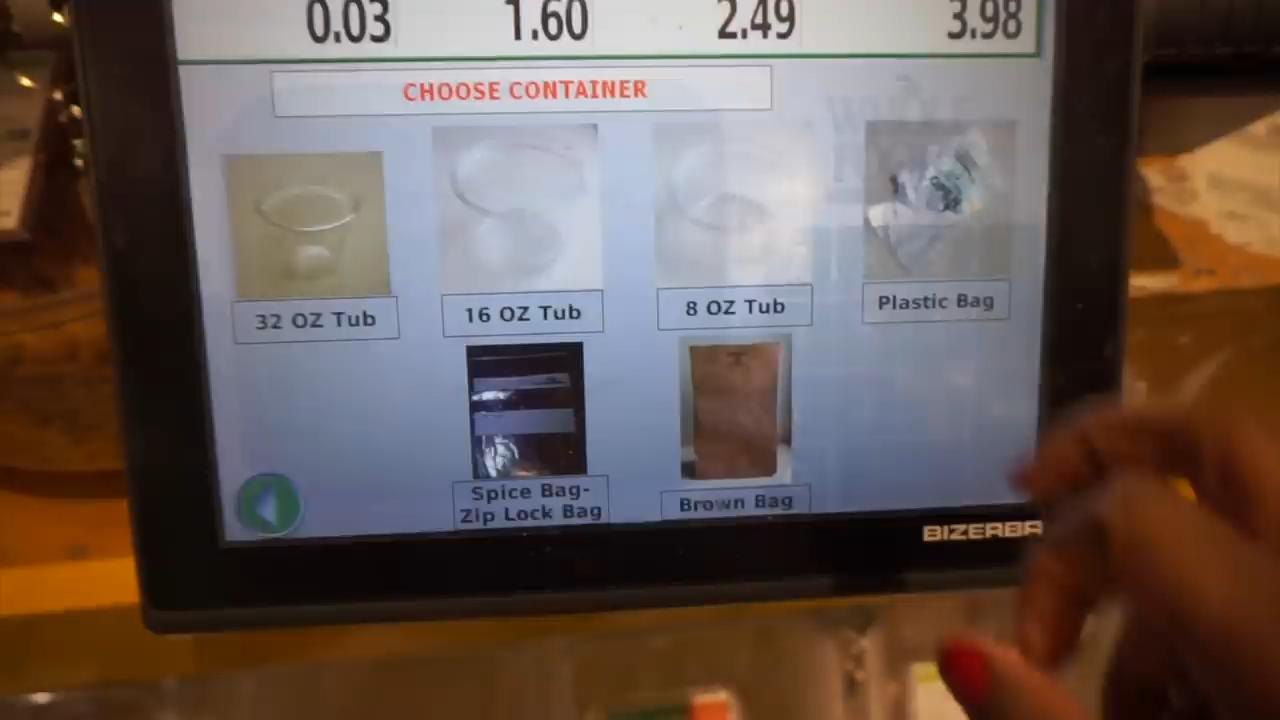 0.03 1.60 2.49 3.98
CHOOSE CONTAINER
32 OZ Tub
16 OZ Tub
8 OZ Tub
Plastic Bag
Spice Bag-
Zip Lock Bag
Brown Bag